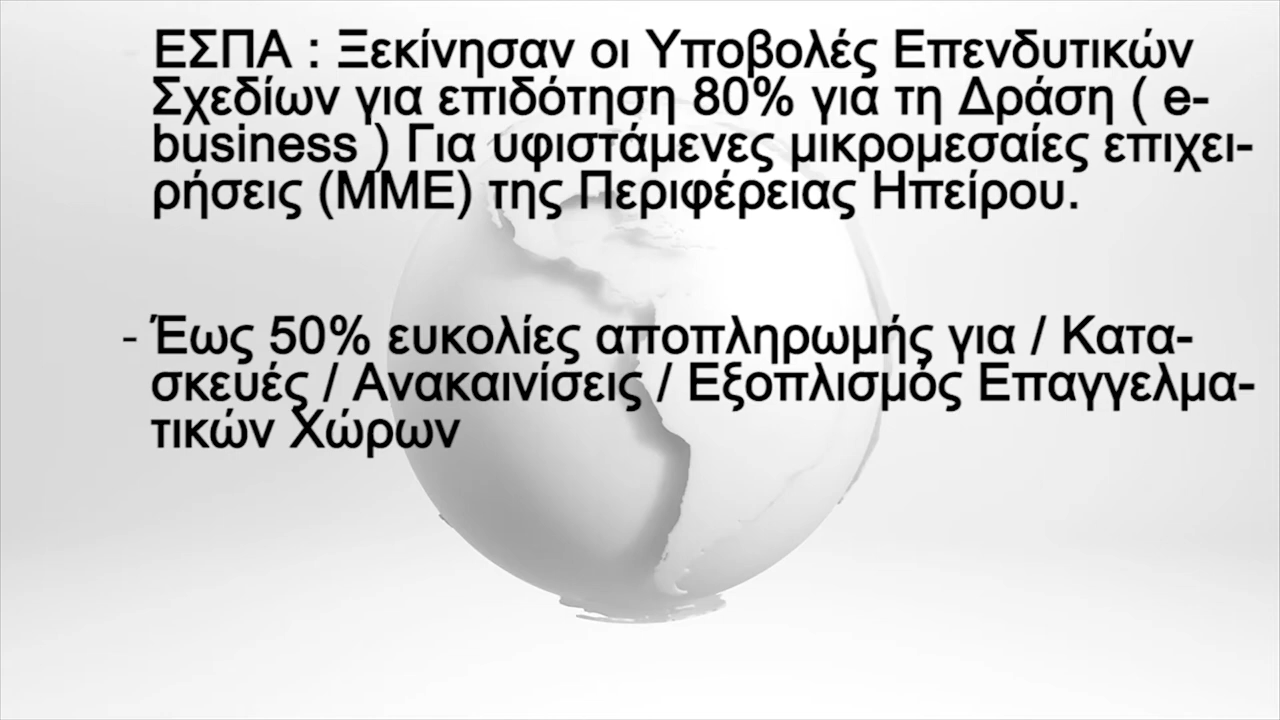 ΕΣΠΑ : Ξεκίνησαν οι Υποβολές Επενδυτικών
Σχεδίων για επιδότηση 80% για τη Δράση ( e-
business ) Για υφιστάμενες μικρομεσαίες επιχει-
ρήσεις (ΜΜΕ) της Περιφέρειας Ηπείρου.
- Έως 50% ευκολίες αποπληρωμής για / Κατα-
σκευές / Ανακαινίσεις / Εξοπλισμός Επαγγελμα-
τικών Χώρων